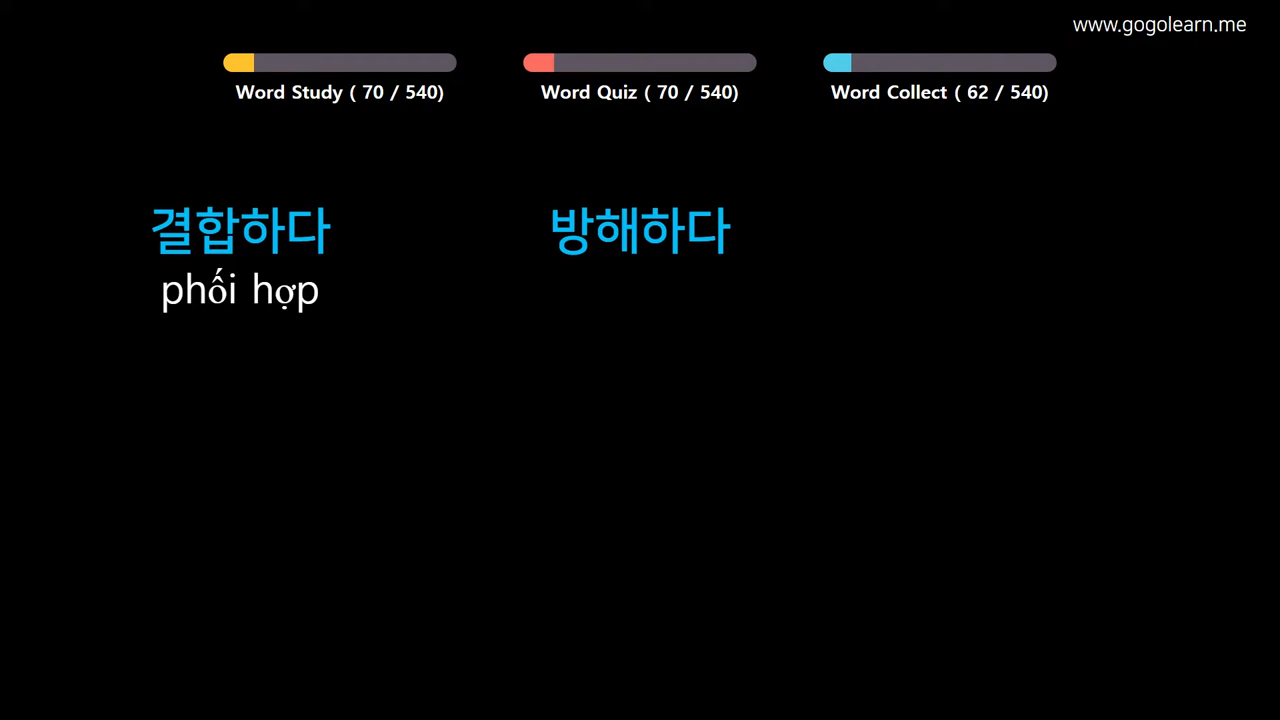 www.gogolearn.me
Word Study ( 70 / 540)
Word Quiz ( 70 / 540)
Word Collect ( 62 / 540)
결합하다
phối hợp
방해하다